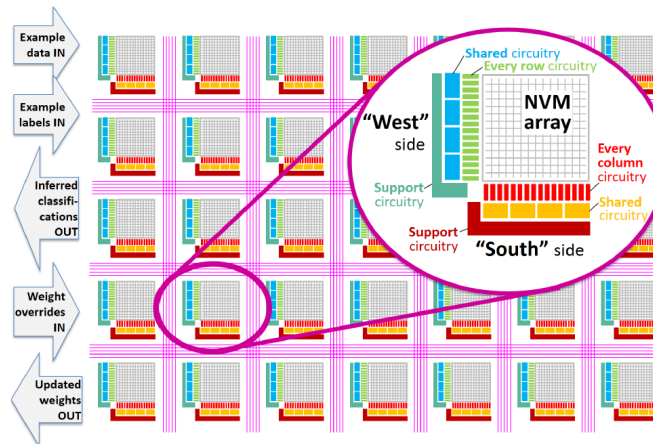 Example
data IN
Example
labels IN
Inferred
classifi-
cations
OUT
Weight
overrides
IN
Updated
weights
OUT
Shared circuitry
Every row circuitry
"West"
side
NVM
array
Support
circuitry
Every
column
circuitry
Shared
circuitry
Support
circuitry
"South" side